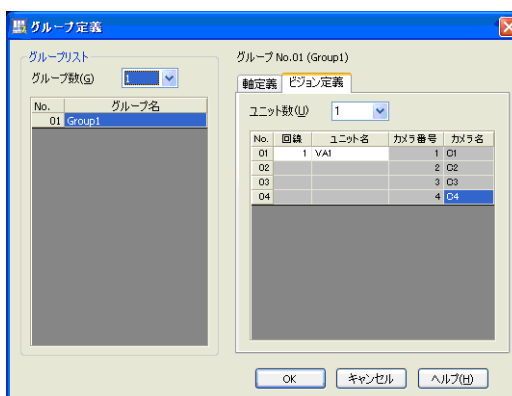 グループ定義
グループリスト
グループ数(G) 1
No. グループ名
01 Group1
グループ No.01 (Group1)
軸定義 ビジョン定義
ユニット数(U) 1
No. 回線 ユニット名 カメラ番号 カメラ名
01 1 VA1 1 C1
02 2 C2
03 3 C3
04 4 C4
OK キャンセル ヘルプ(H)